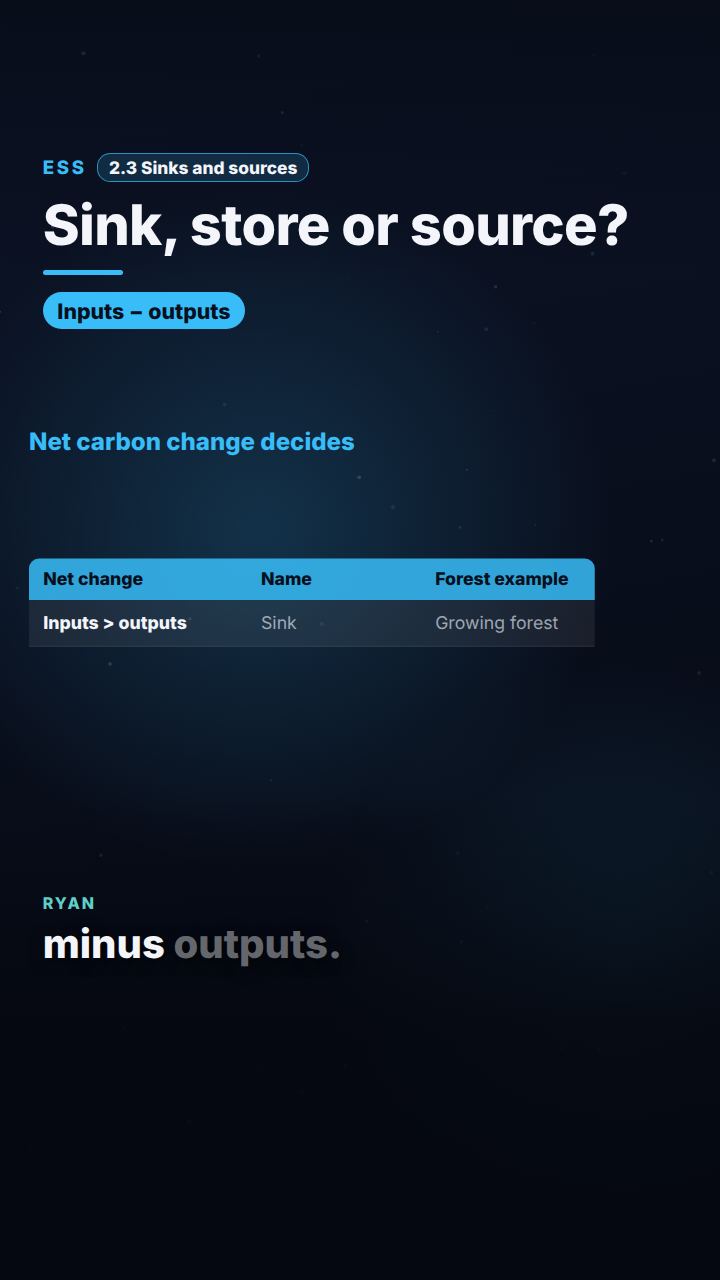 ESS 2.3 Sinks and sources
Sink, store or source?
Inputs – outputs
Net carbon change decides
Net change Name Forest example
Inputs > outputs Sink Growing forest
RYAN
minus outputs.